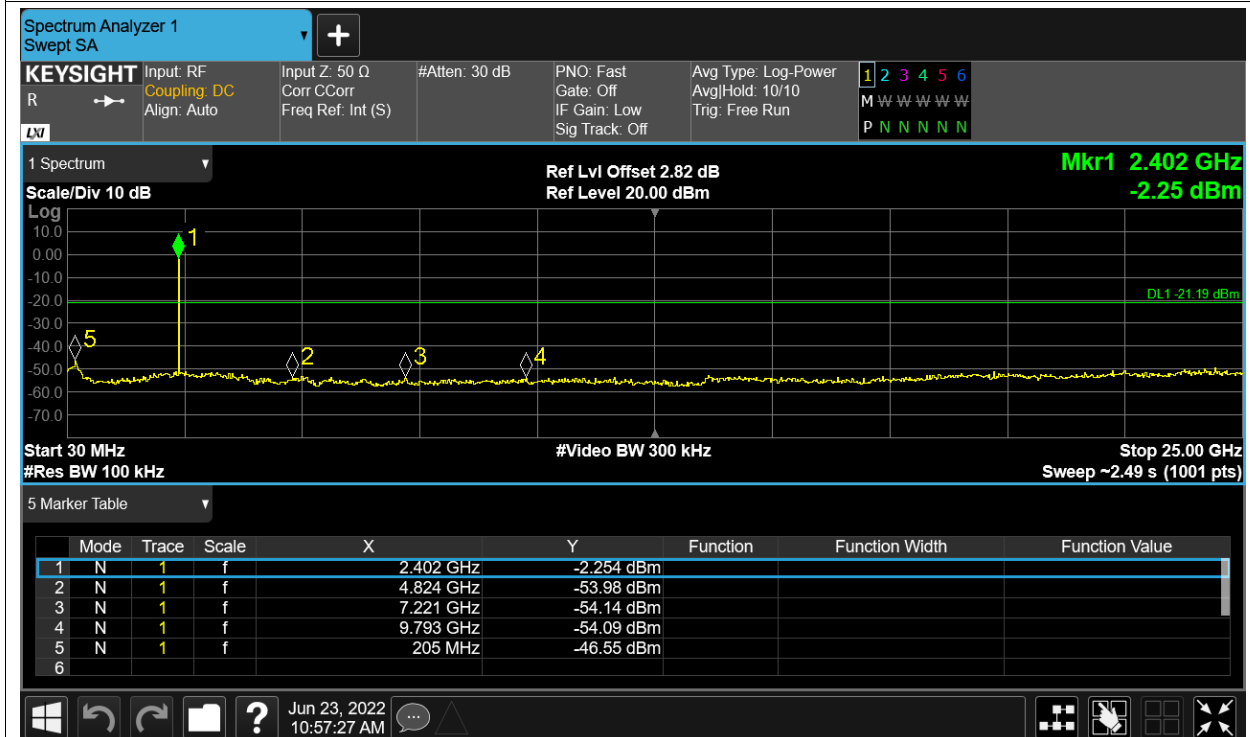 Spectrum Analyzer 1
Swept SA
+
KEYSIGHT Input: RF Input Z: 50 Ω #Atten: 30 dB PNO: Fast Avg Type: Log-Power 1 2 3 4 5 6
R Coupling: DC Corr CCorr Gate: Off Avg|Hold: 10/10 M W W W W W W
Align: Auto Freq Ref: Int (S) IF Gain: Low Trig: Free Run
LXI Sig Track: Off P N N N N N N
1 Spectrum Ref Lvl Offset 2.82 dB Mkr1 2.402 GHz
Scale/Div 10 dB Ref Level 20.00 dBm -2.25 dBm
Log
10.0
1
0.00
-10.0
-20.0
DL1 -21.19 dBm
-30.0
-40.0
5
2 3 4
-50.0
-60.0
-70.0
Start 30 MHz #Video BW 300 kHz Stop 25.00 GHz
#Res BW 100 kHz Sweep ~2.49 s (1001 pts)
5 Marker Table
Mode Trace Scale X Y Function Function Width Function Value
1 N 1 f 2.402 GHz -2.254 dBm
2 N 1 f 4.824 GHz -53.98 dBm
3 N 1 f 7.221 GHz -54.14 dBm
4 N 1 f 9.793 GHz -54.09 dBm
5 N 1 f 205 MHz -46.55 dBm
6
? Jun 23, 2022
10:57:27 AM